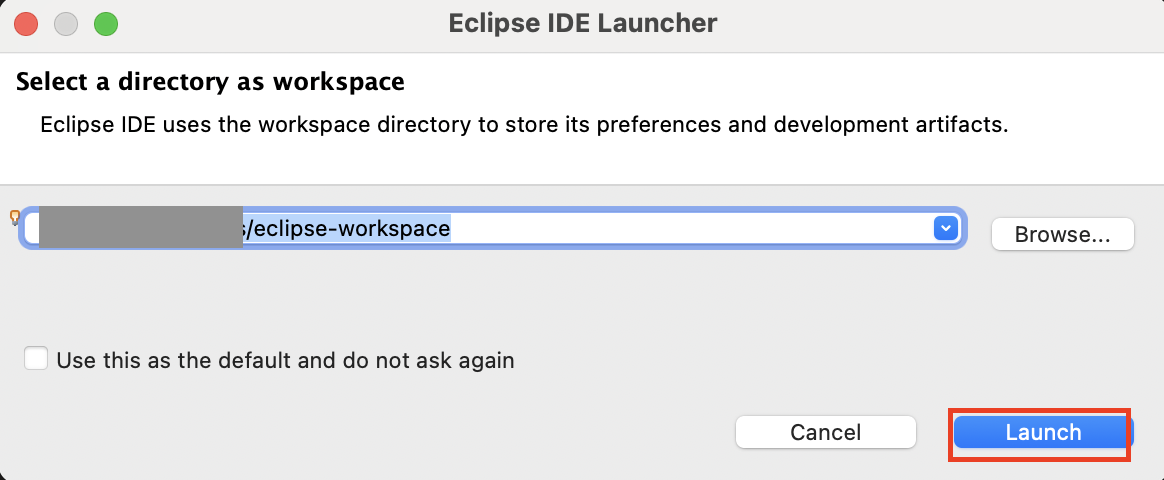 Eclipse IDE Launcher
Select a directory as workspace
Eclipse IDE uses the workspace directory to store its preferences and development artifacts.
/eclipse-workspace
Browse...
Use this as the default and do not ask again
Cancel
Launch